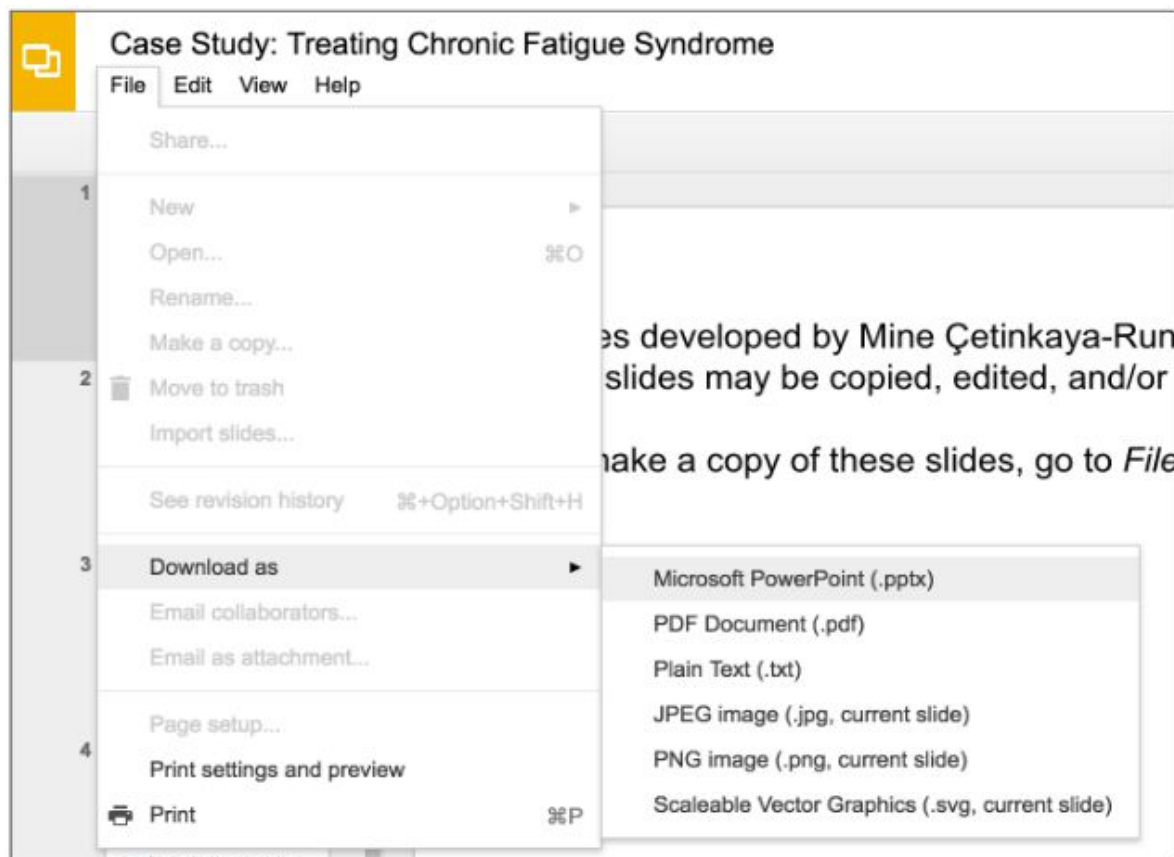 Case Study: Treating Chronic Fatigue Syndrome
File Edit View Help
Share...
1
New ►
Open... ⌘O
Rename...
Make a copy...
es developed by Mine Çetinkaya-Run
2
Move to trash
slides may be copied, edited, and/or
Import slides...
make a copy of these slides, go to File
See revision history ⌘+Option+Shift+H
3
Download as ►
Microsoft PowerPoint (.pptx)
Email collaborators...
PDF Document (.pdf)
Email as attachment...
Plain Text (.txt)
JPEG image (.jpg, current slide)
Page setup...
4
PNG image (.png, current slide)
Print settings and preview
Scaleable Vector Graphics (.svg, current slide)
Print ⌘P